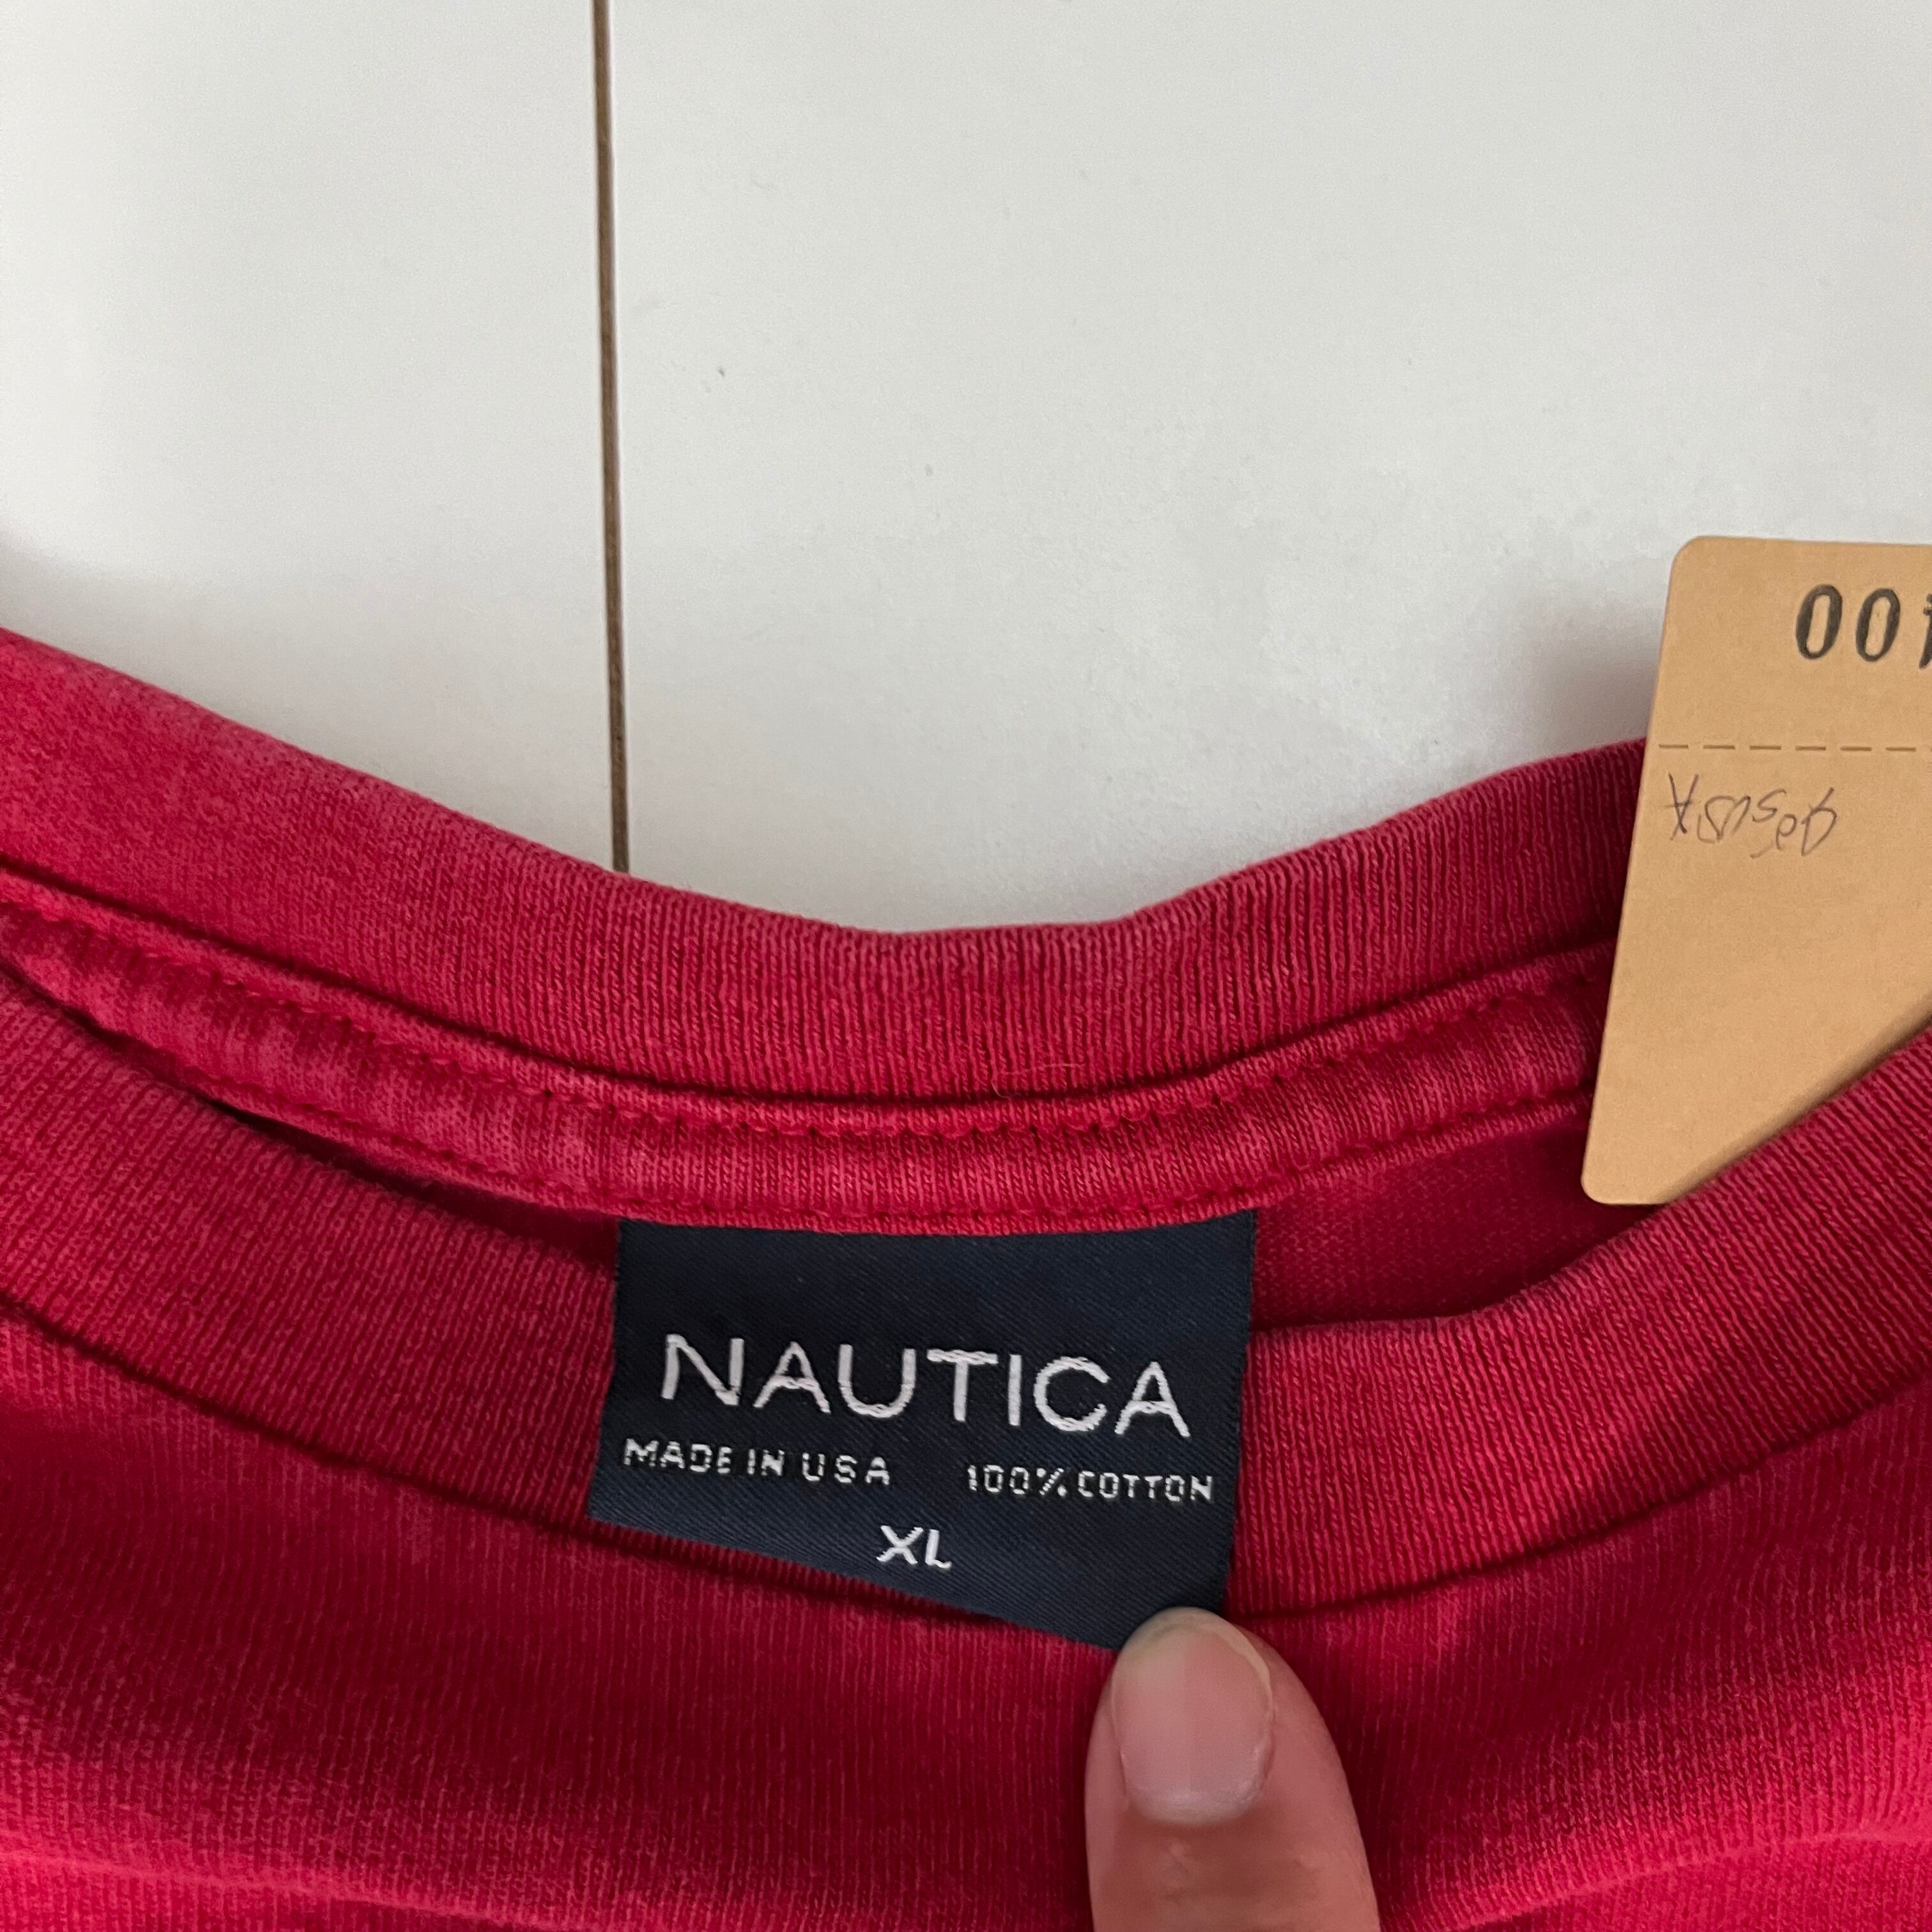 NAUTICA
MADE IN USA 100% COTTON
XL